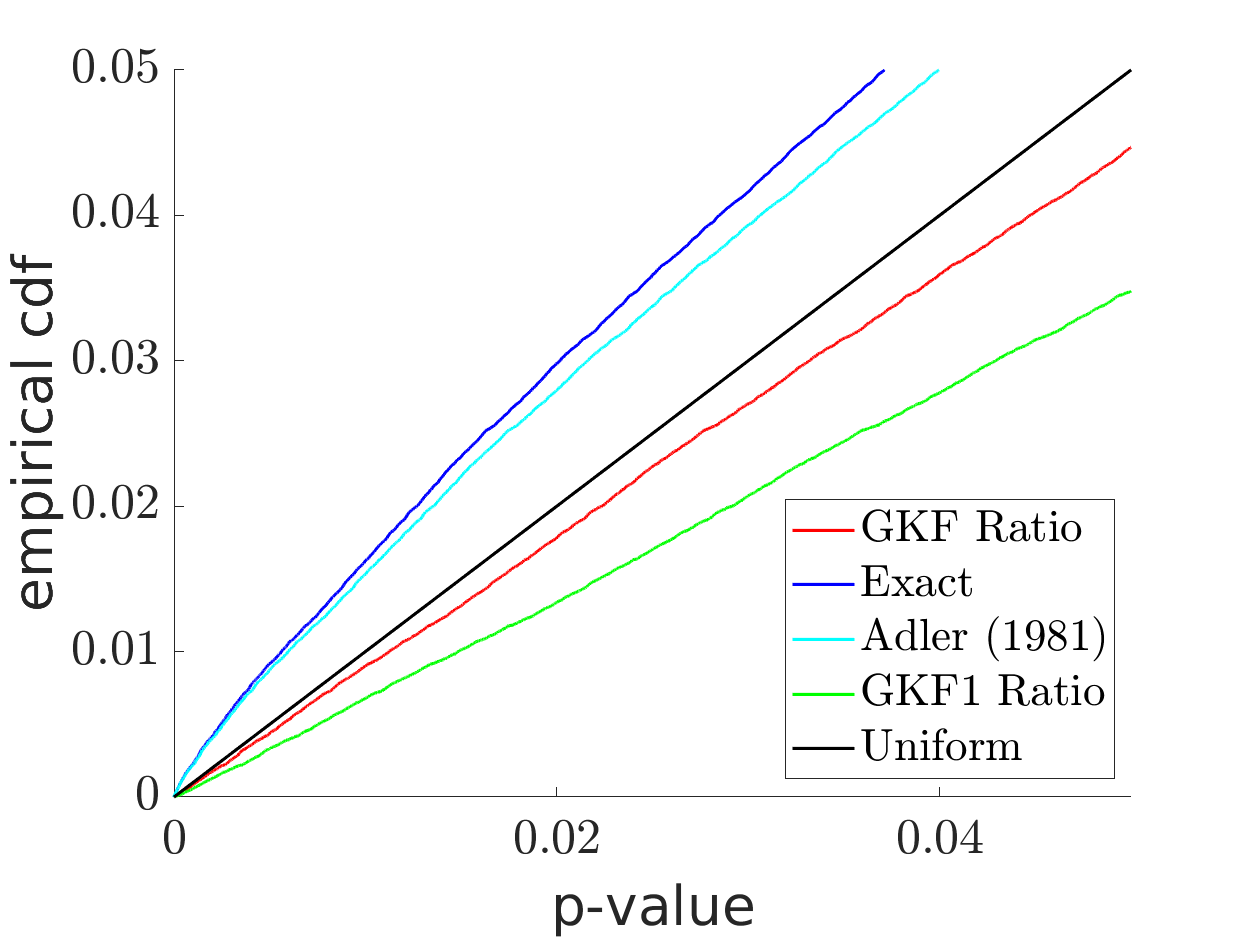 0.05
0.04
0.03
0.02
0.01
0
empirical cdf
GKF Ratio
Exact
Adler (1981)
GKF1 Ratio
Uniform
0 0.02 0.04
p-value